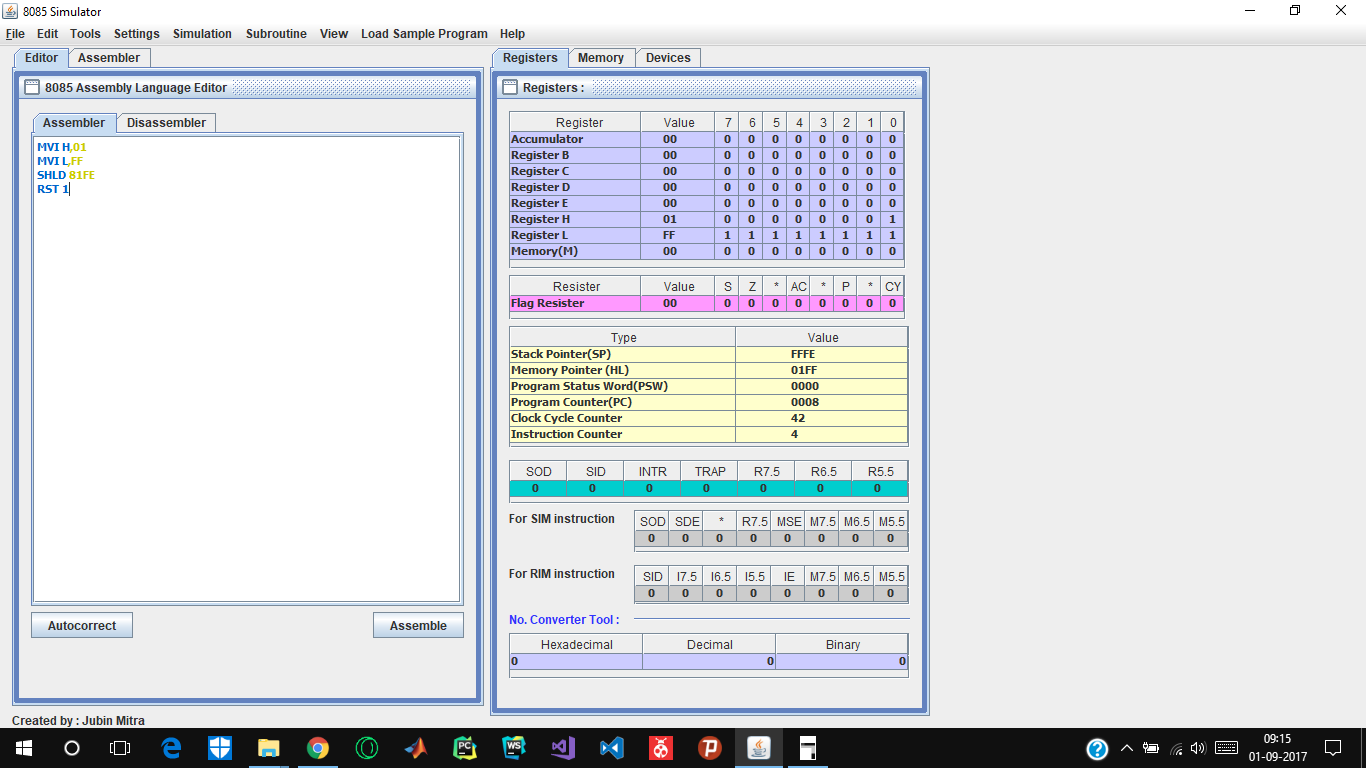 8085 Simulator
File Edit Tools Settings Simulation Subroutine View Load Sample Program Help
Editor Assembler
8085 Assembly Language Editor
Assembler Disassembler
MVI H,01
MVI L,FF
SHLD 81FE
RST 1
Autocorrect Assemble
Created by : Jubin Mitra
Registers Memory Devices
Registers :
Register Value 7 6 5 4 3 2 1 0
Accumulator 00 0 0 0 0 0 0 0 0
Register B 00 0 0 0 0 0 0 0 0
Register C 00 0 0 0 0 0 0 0 0
Register D 00 0 0 0 0 0 0 0 0
Register E 00 0 0 0 0 0 0 0 0
Register H 01 0 0 0 0 0 0 0 1
Register L FF 1 1 1 1 1 1 1 1
Memory(M) 00 0 0 0 0 0 0 0 0
Resister Value S Z * AC * P * CY
Flag Resister 00 0 0 0 0 0 0 0 0
Type Value
Stack Pointer(SP) FFFE
Memory Pointer (HL) 01FF
Program Status Word(PSW) 0000
Program Counter(PC) 0008
Clock Cycle Counter 42
Instruction Counter 4
SOD SID INTR TRAP R7.5 R6.5 R5.5
0 0 0 0 0 0 0
For SIM instruction
SOD SDE * R7.5 MSE M7.5 M6.5 M5.5
0 0 0 0 0 0 0 0
For RIM instruction
SID I7.5 I6.5 I5.5 IE M7.5 M6.5 M5.5
0 0 0 0 0 0 0 0
No. Converter Tool :
Hexadecimal Decimal Binary
0 0 0
PC WS
09:15
01-09-2017